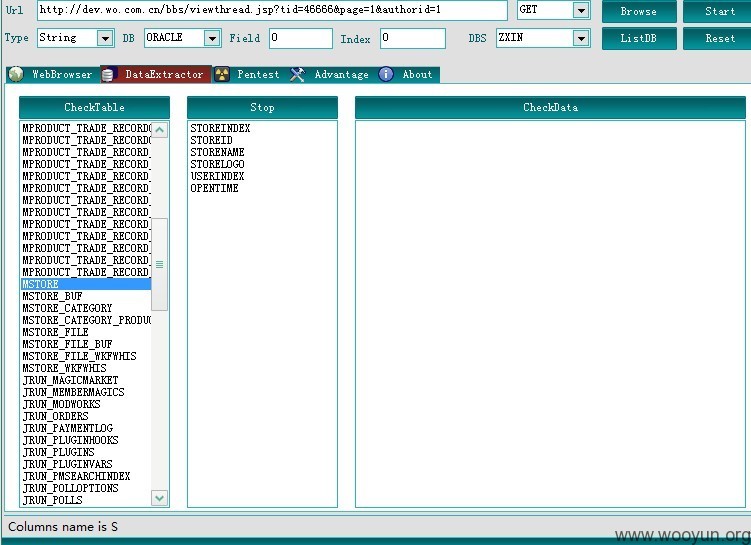 Url http://dev.wo.com.cn/bbs/viewthread.jsp?tid=46666&page=1&authorid=1 GET Browse Start
Type String DB ORACLE Field 0 Index 0 DBS ZXIN ListDB Reset
WebBrowser DataExtractor Pentest Advantage About
CheckTable Stop CheckData
MPRODUCT_TRADE_RECORD
MPRODUCT_TRADE_RECORD
MPRODUCT_TRADE_RECORD_
MPRODUCT_TRADE_RECORD_
MPRODUCT_TRADE_RECORD_
MPRODUCT_TRADE_RECORD_
MPRODUCT_TRADE_RECORD_
MPRODUCT_TRADE_RECORD_
MPRODUCT_TRADE_RECORD_
MPRODUCT_TRADE_RECORD_
MPRODUCT_TRADE_RECORD_
MPRODUCT_TRADE_RECORD_
MPRODUCT_TRADE_RECORD_
MSTORE
MSTORE_BUF
MSTORE_CATEGORY
MSTORE_CATEGORY_PRODU
MSTORE_FILE
MSTORE_FILE_BUF
MSTORE_FILE_WKFWHIS
MSTORE_WKFWHIS
JRUN_MAGICMARKET
JRUN_MEMBERMAGICS
JRUN_MODWORKS
JRUN_ORDERS
JRUN_PAYMENTLOG
JRUN_PLUGINHOOKS
JRUN_PLUGINS
JRUN_PLUGINVARS
JRUN_PMSEARCHINDEX
JRUN_POLLOPTIONS
JRUN_POLLS
STOREINDEX
STOREID
STORENAME
STORELOGO
USERINDEX
OPENTIME
Columns name is S
www.wooyun.org